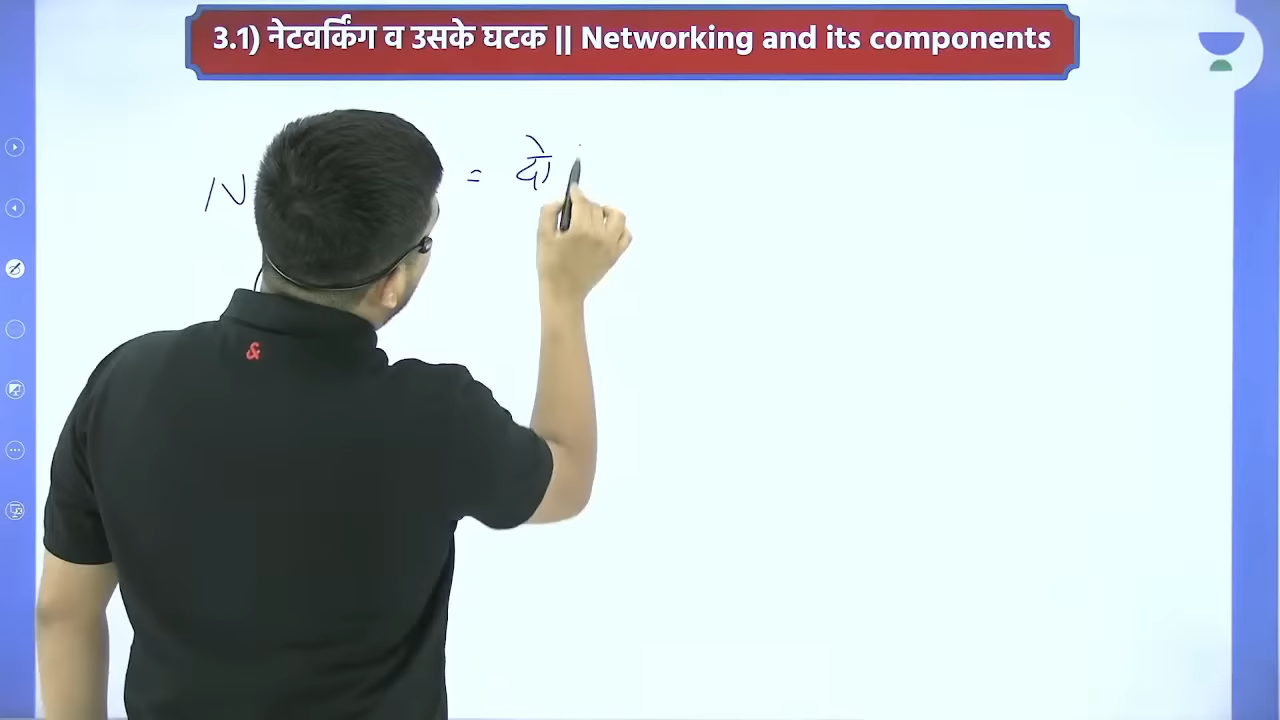 3.1) नेटवर्किंग व उसके घटक || Networking and its components
N = दो
&